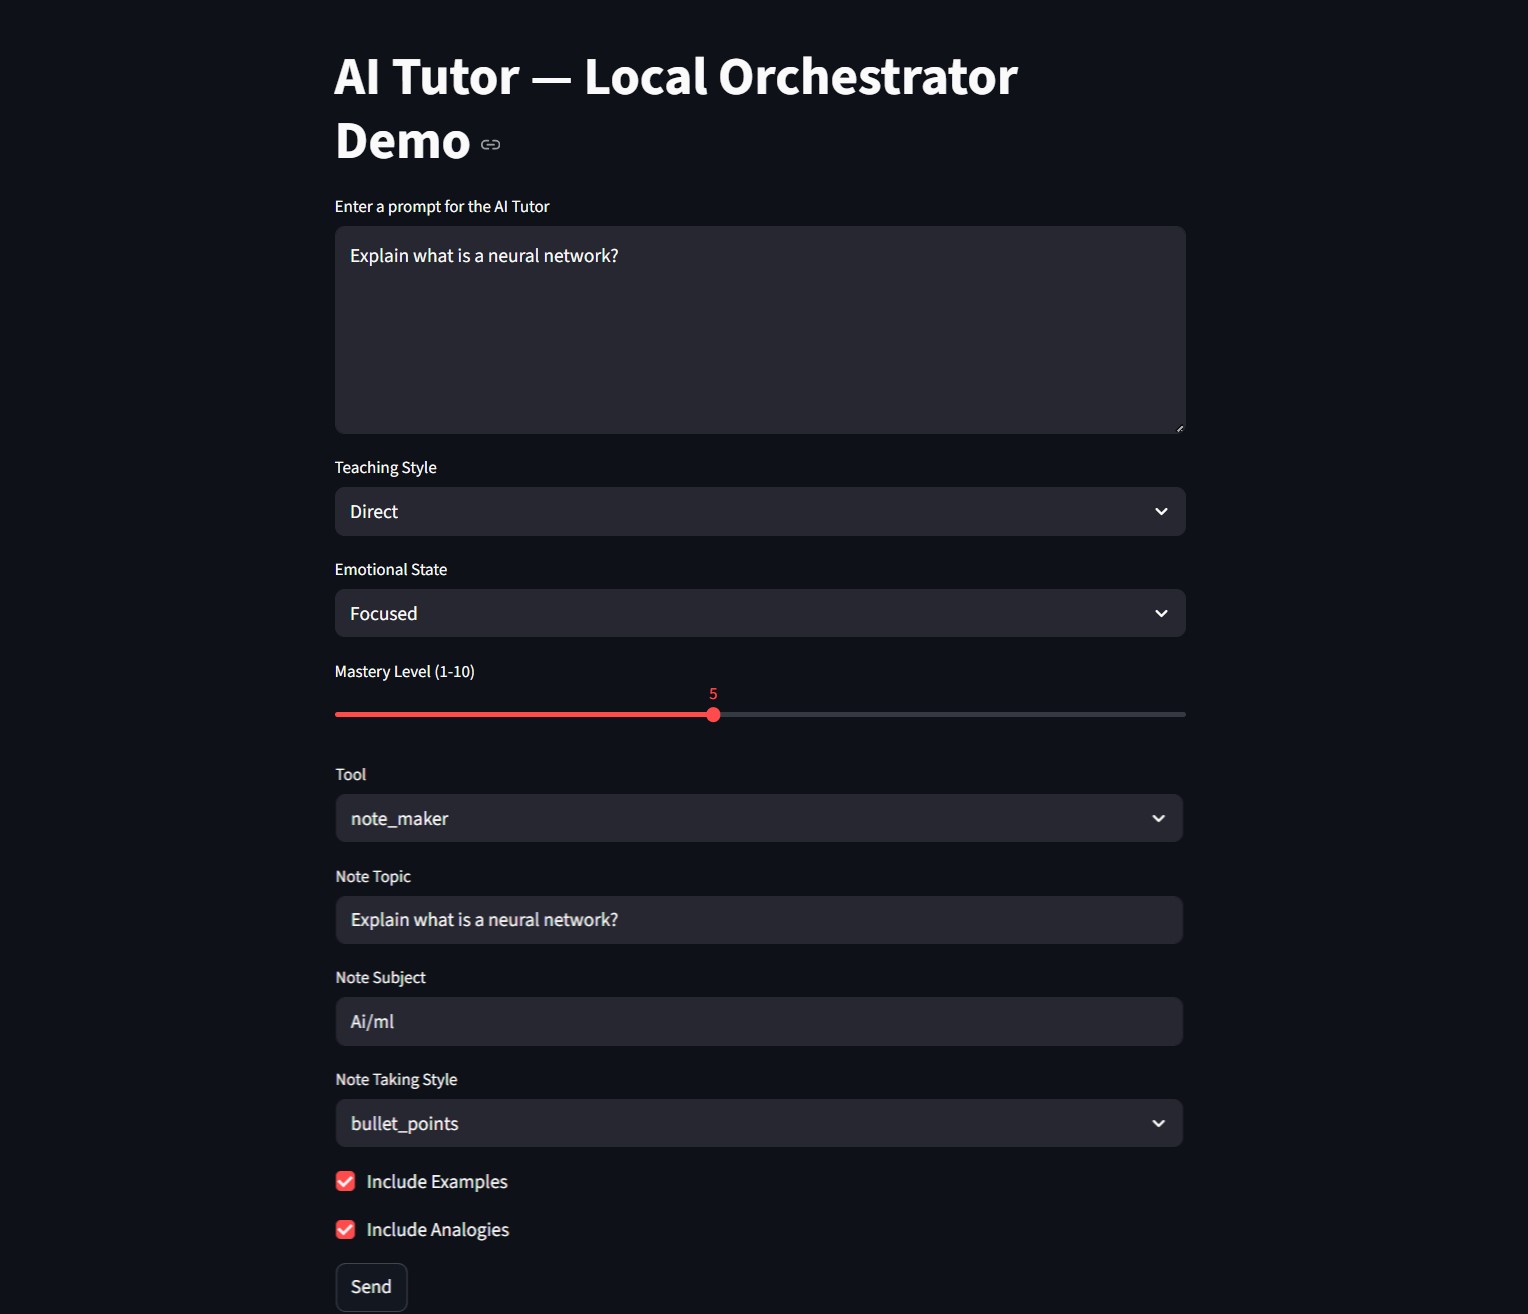 AI Tutor — Local Orchestrator
Demo
Enter a prompt for the AI Tutor
Explain what is a neural network?
Teaching Style
Direct
Emotional State
Focused
Mastery Level (1-10)
5
Tool
note_maker
Note Topic
Explain what is a neural network?
Note Subject
Ai/ml
Note Taking Style
bullet_points
Include Examples
Include Analogies
Send